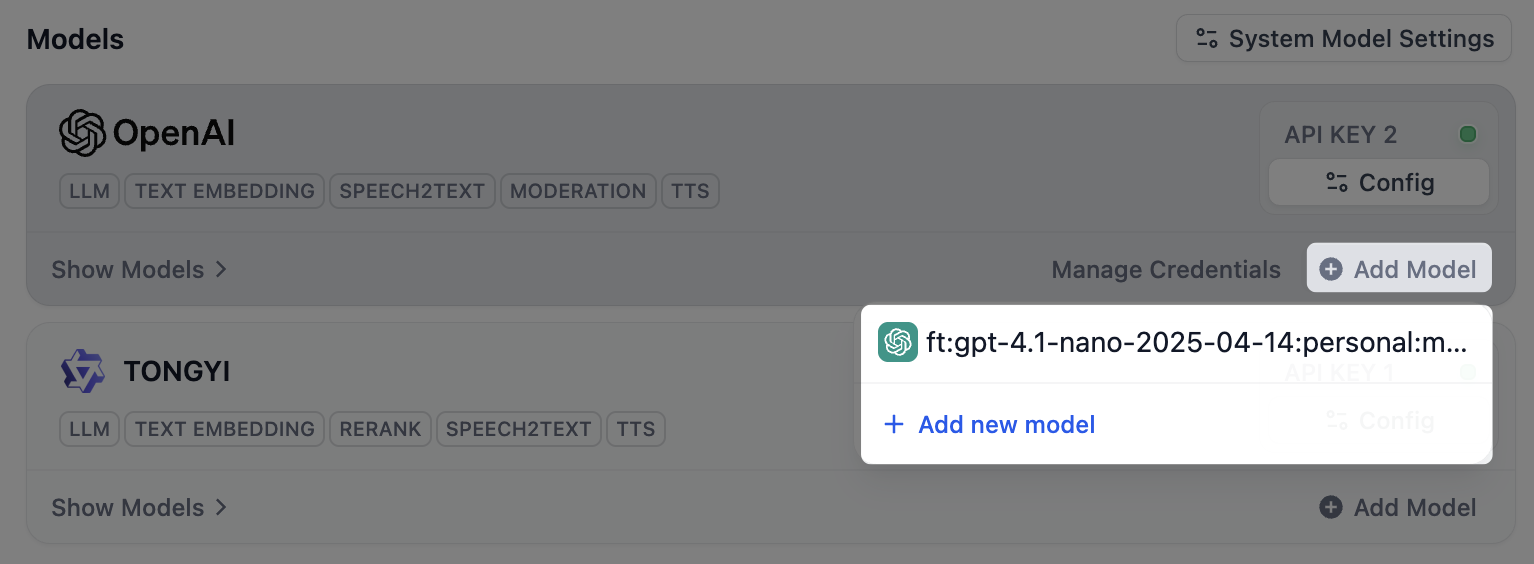 Models
System Model Settings
OpenAI
API KEY 2
LLM TEXT EMBEDDING SPEECH2TEXT MODERATION TTS
Config
Show Models
Manage Credentials
Add Model
ft:gpt-4.1-nano-2025-04-14:personal:m...
TONGYI
API KEY 1
LLM TEXT EMBEDDING RERANK SPEECH2TEXT TTS
Add new model
Config
Show Models
Add Model